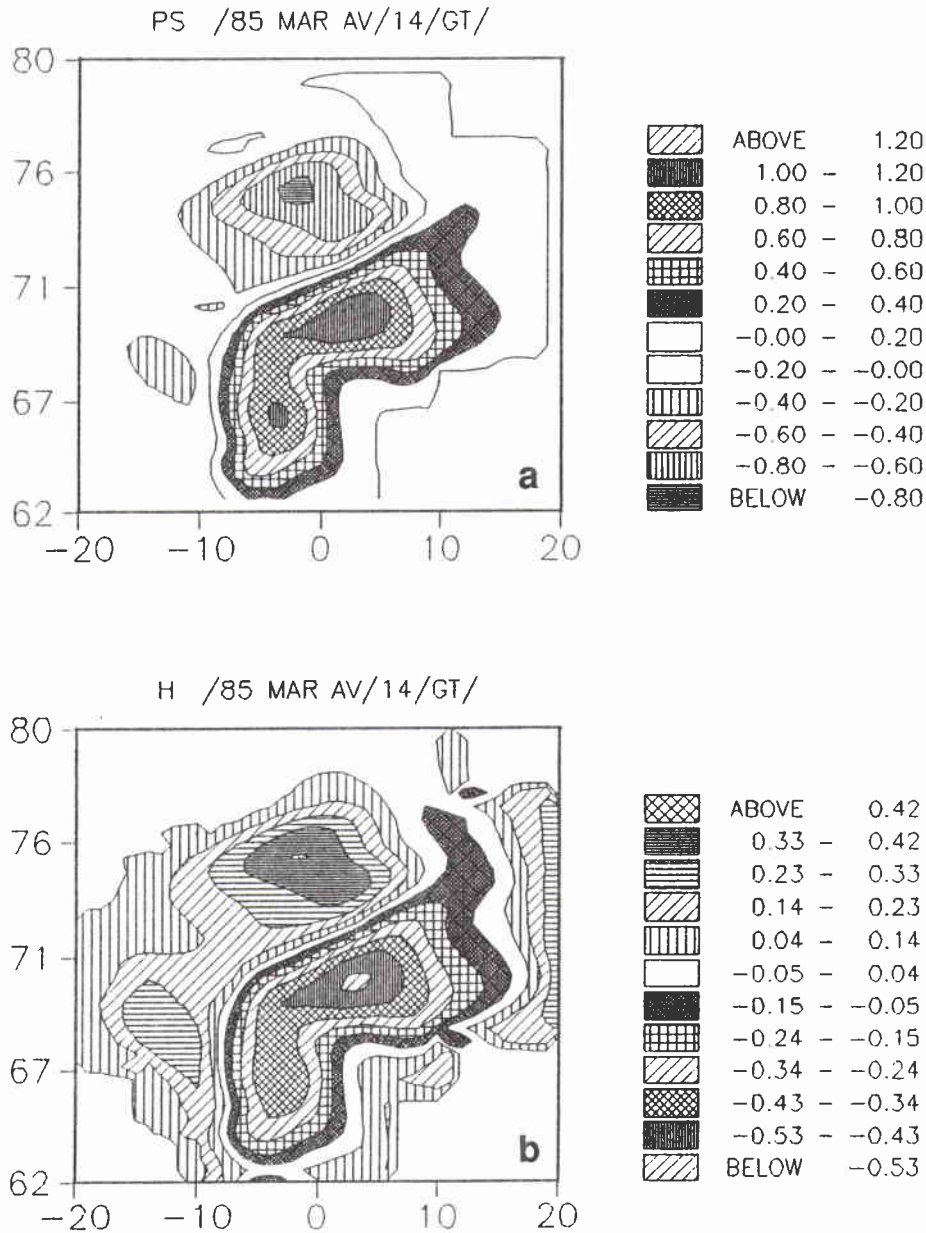 PS /85 MAR AV/14/GT/
80
76
71
67
62
-20 -10 0 10 20
a
ABOVE 1.20
1.00 - 1.20
0.80 - 1.00
0.60 - 0.80
0.40 - 0.60
0.20 - 0.40
-0.00 - 0.20
-0.20 - -0.00
-0.40 - -0.20
-0.60 - -0.40
-0.80 - -0.60
BELOW -0.80
H /85 MAR AV/14/GT/
80
76
71
67
62
-20 -10 0 10 20
b
ABOVE 0.42
0.33 - 0.42
0.23 - 0.33
0.14 - 0.23
0.04 - 0.14
-0.05 - 0.04
-0.15 - -0.05
-0.24 - -0.15
-0.34 - -0.24
-0.43 - -0.34
-0.53 - -0.43
BELOW -0.53